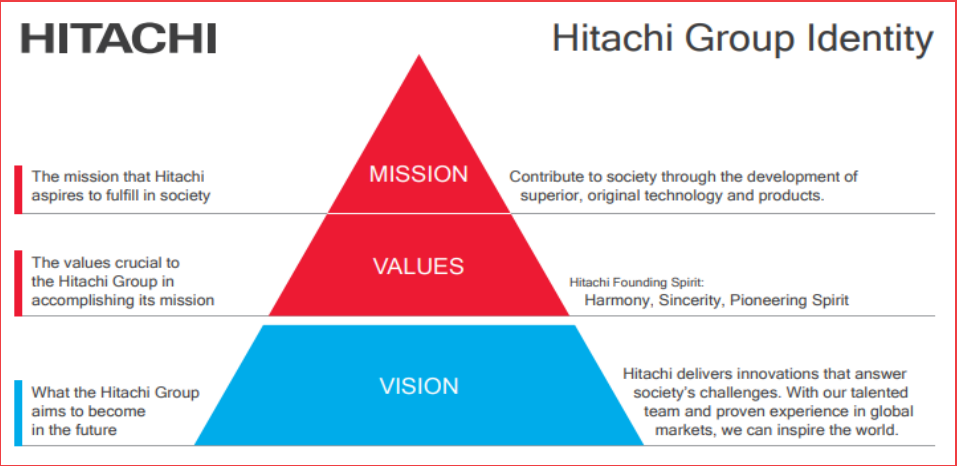 HITACHI
Hitachi Group Identity
The mission that Hitachi
aspires to fulfill in society
MISSION
Contribute to society through the development of
superior, original technology and products.
The values crucial to
the Hitachi Group in
accomplishing its mission
VALUES
Hitachi Founding Spirit:
Harmony, Sincerity, Pioneering Spirit
What the Hitachi Group
aims to become
in the future
VISION
Hitachi delivers innovations that answer
society’s challenges. With our talented
team and proven experience in global
markets, we can inspire the world.